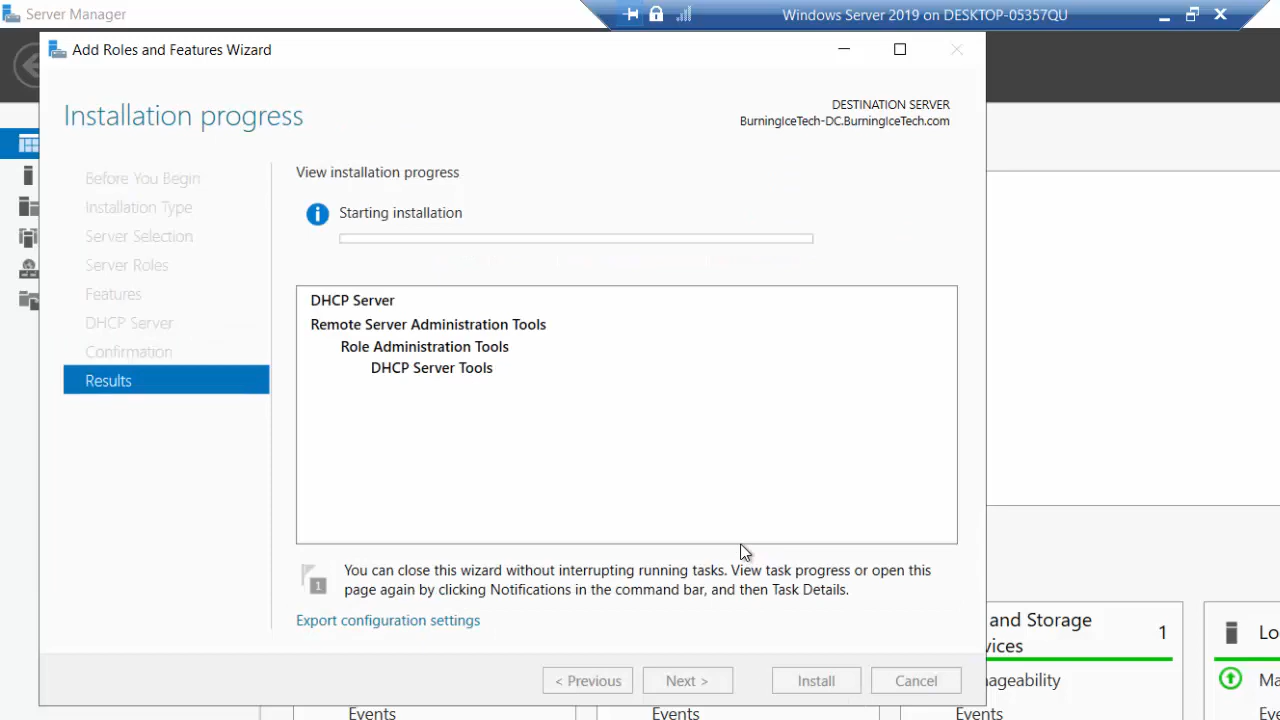 Server Manager
Windows Server 2019 on DESKTOP-05357QU
Add Roles and Features Wizard
Installation progress
DESTINATION SERVER
BurningIceTech-DC.BurningIceTech.com
Before You Begin
Installation Type
Server Selection
Server Roles
Features
DHCP Server
Confirmation
Results
View installation progress
Starting installation
DHCP Server
Remote Server Administration Tools
Role Administration Tools
DHCP Server Tools
1
You can close this wizard without interrupting running tasks. View task progress or open this
page again by clicking Notifications in the command bar, and then Task Details.
Export configuration settings
< Previous
Next >
Install
Cancel
and Storage
vices
1
Lo
nageability
Ma
Events
Events
Events
Eve